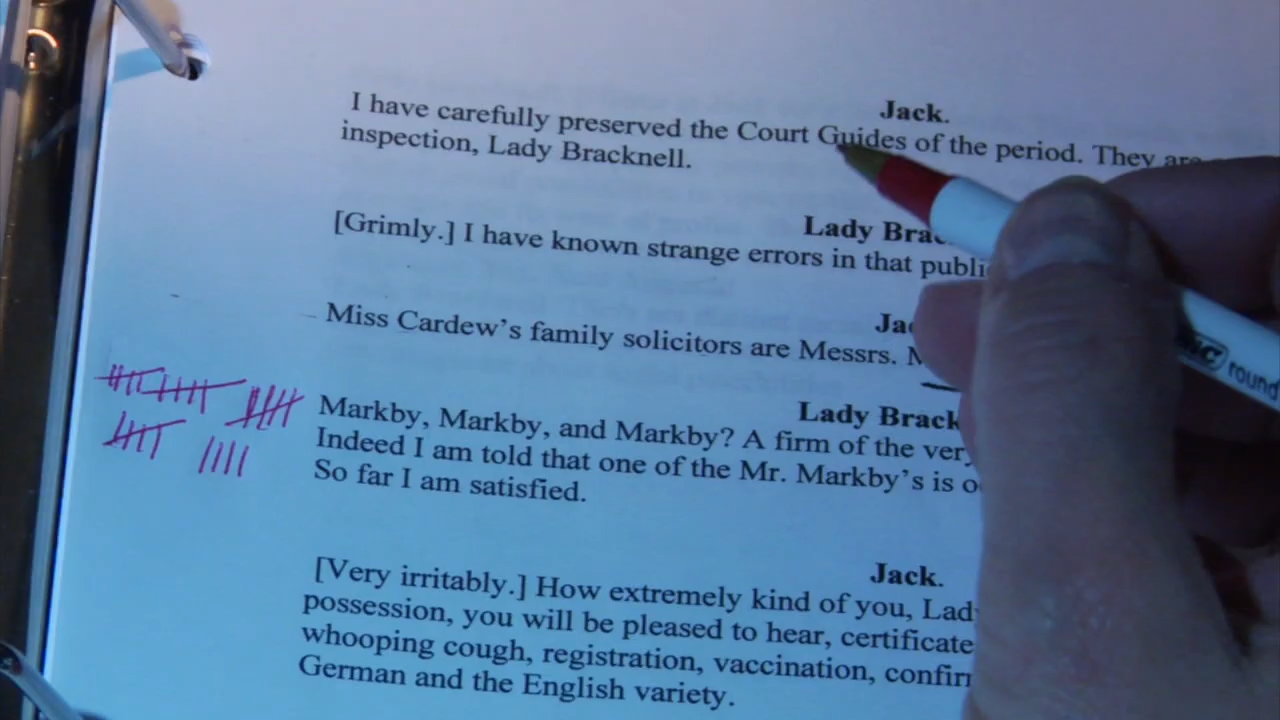 Jack.
I have carefully preserved the Court Guides of the period. They are
inspection, Lady Bracknell.
Lady Brac
[Grimly.] I have known strange errors in that publi
Jac
Miss Cardew's family solicitors are Messrs. M
Lady Brack
Markby, Markby, and Markby? A firm of the very
Indeed I am told that one of the Mr. Markby's is o
So far I am satisfied.
Jack.
[Very irritably.] How extremely kind of you, Lad
possession, you will be pleased to hear, certificate
whooping cough, registration, vaccination, confir
German and the English variety.
BIC round